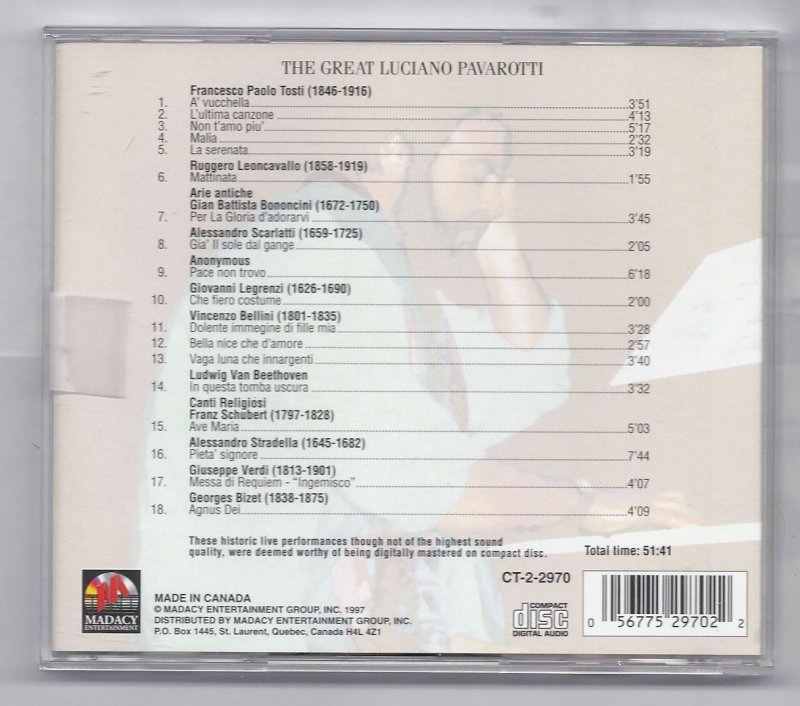 THE GREAT LUCIANO PAVAROTTI
Francesco Paolo Tosti (1846-1916)
1. A' vucchella 3'51
2. L'ultima canzone 4'13
3. Non t'amo piu' 5'17
4. Malia 2'32
5. La serenata 3'19
Ruggero Leoncavallo (1858-1919)
6. Mattinata 1'55
Arie antiche
Gian Battista Bononcini (1672-1750)
7. Per La Gloria d'adorarvi 3'45
Alessandro Scarlatti (1659-1725)
8. Gia' Il sole dal gange 2'05
Anonymous
9. Pace non trovo 6'18
Giovanni Legrenzi (1626-1690)
10. Che fiero costume 2'00
Vincenzo Bellini (1801-1835)
11. Dolente immegine di fille mia 3'28
12. Bella nice che d'amore 2'57
13. Vaga luna che innargenti 3'40
Ludwig Van Beethoven
14. In questa tomba uscura 3'32
Canti Religiosi
Franz Schubert (1797-1828)
15. Ave Maria 5'03
Alessandro Stradella (1645-1682)
16. Pieta' signore 7'44
Giuseppe Verdi (1813-1901)
17. Messa di Requiem - "Ingemisco" 4'07
Georges Bizet (1838-1875)
18. Agnus Dei 4'09
These historic live performances though not of the highest sound
quality, were deemed worthy of being digitally mastered on compact disc.
Total time: 51:41
CT-2-2970
MADACY
ENTERTAINMENT
MADE IN CANADA
© MADACY ENTERTAINMENT GROUP, INC. 1997
DISTRIBUTED BY MADACY ENTERTAINMENT GROUP, INC.
P.O. Box 1445, St. Laurent, Quebec, Canada H4L 4Z1
COMPACT
disc
DIGITAL AUDIO
0 56775 29702 2